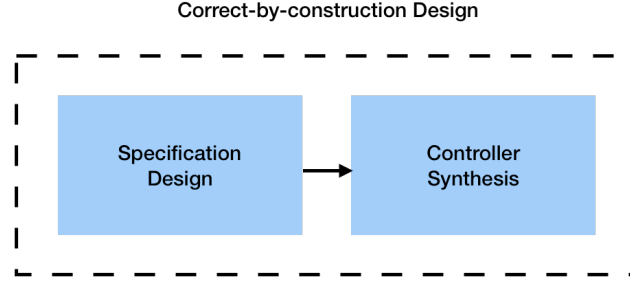 Correct-by-construction Design
Specification
Design
Controller
Synthesis